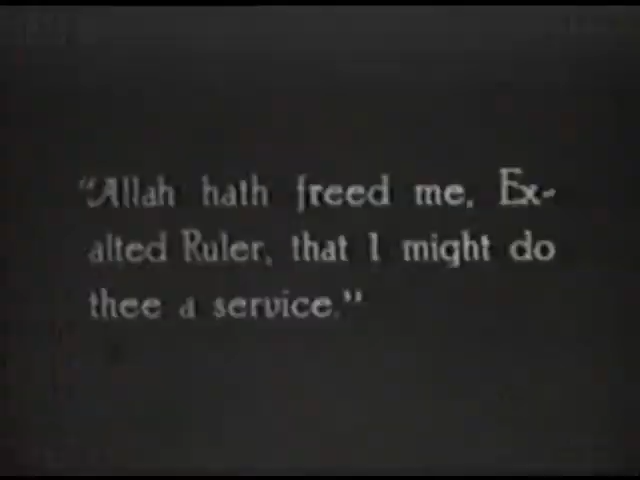 “Allah hath freed me, Ex-
alted Ruler, that I might do
thee a service.”